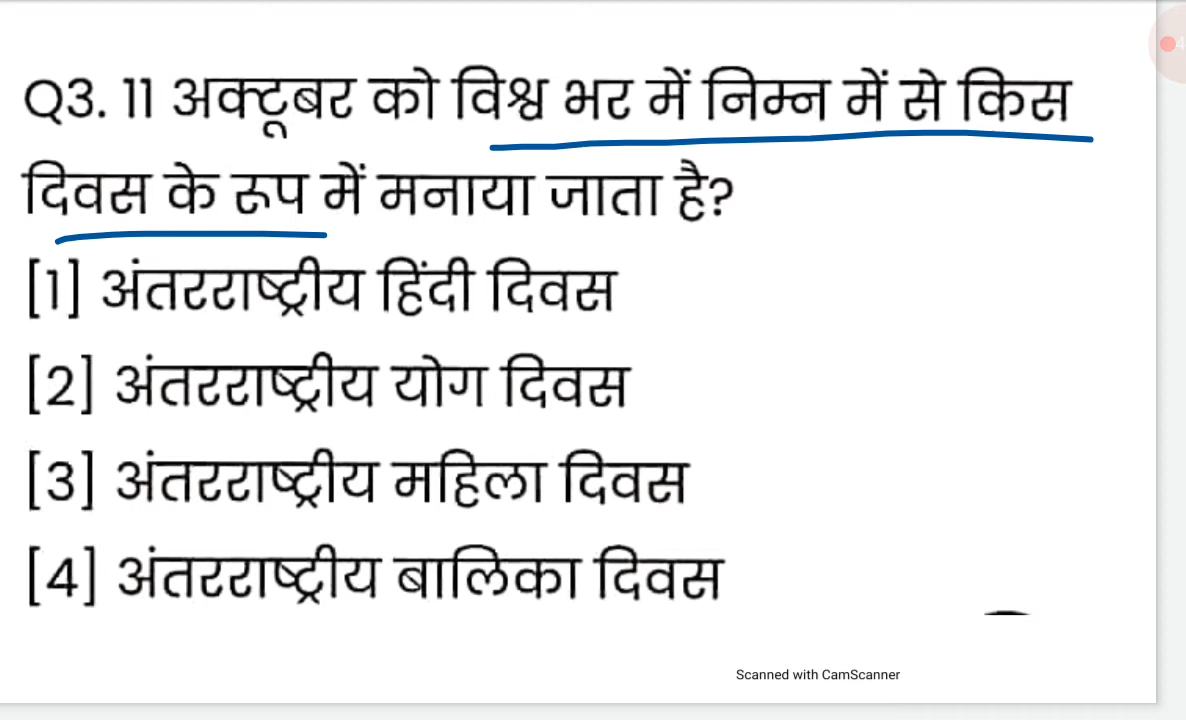 Q3. 11 अक्टूबर को विश्व भर में निम्न में से किस
दिवस के रूप में मनाया जाता है?
[1] अंतरराष्ट्रीय हिंदी दिवस
[2] अंतरराष्ट्रीय योग दिवस
[3] अंतरराष्ट्रीय महिला दिवस
[4] अंतरराष्ट्रीय बालिका दिवस
Scanned with CamScanner